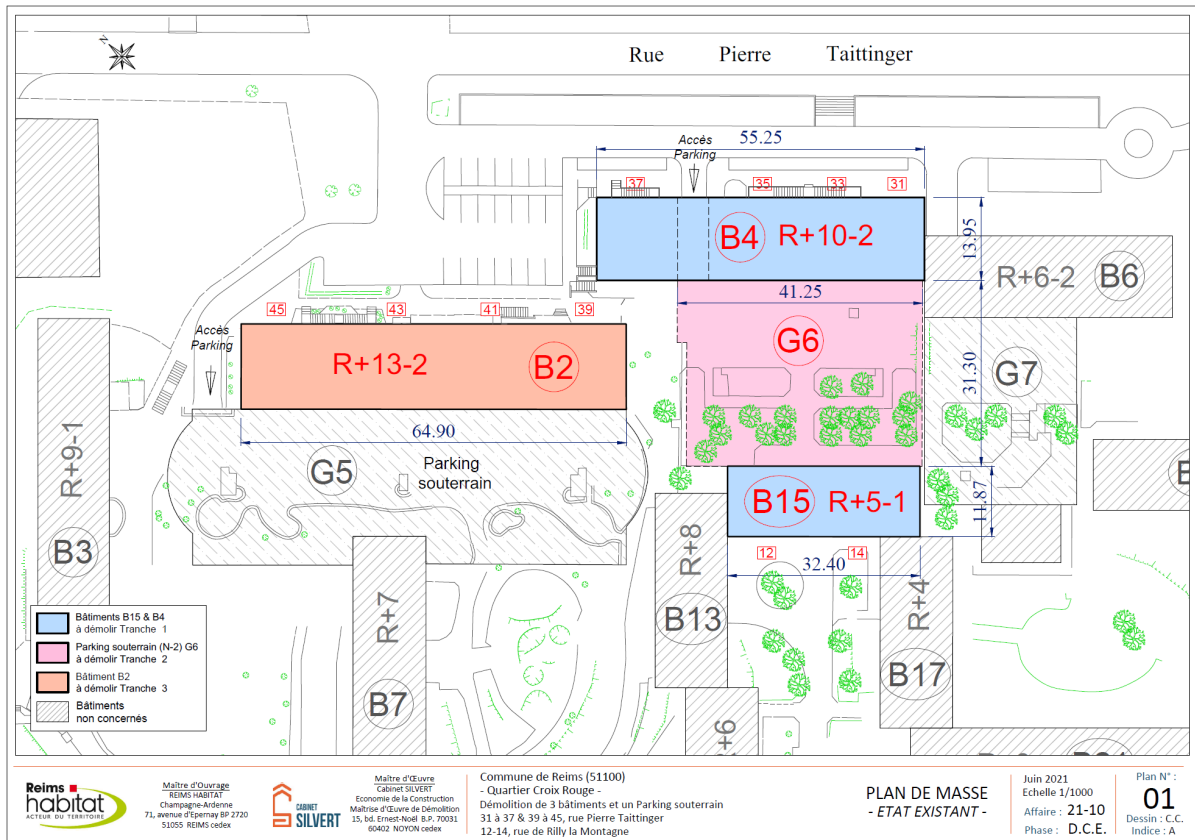 N
Rue Pierre Taittinger
Accès
Parking
55.25
37
35
33
31
B4 R+10-2
13.95
R+6-2 B6
41.25
G6
31.30
G7
45
43
41
39
Accès
Parking
R+13-2 B2
64.90
G5
Parking
souterrain
R+9-1
B3
B15 R+5-1
11.87
12
14
32.40
R+8
B13
R+4
B17
R+7
B7
R+6
Bâtiments B15 & B4
à démolir Tranche 1
Parking souterrain (N-2) G6
à démolir Tranche 2
Bâtiment B2
à démolir Tranche 3
Bâtiments
non concernés
Reims
habitat
ACTEUR DU TERRITOIRE
Maître d'Ouvrage
REIMS HABITAT
Champagne-Ardenne
71, avenue d'Epernay BP 2720
51055 REIMS cedex
CABINET
SILVERT
Maître d'Œuvre
Cabinet SILVERT
Economie de la Construction
Maîtrise d'Œuvre de Démolition
15, bd. Ernest-Noël B.P. 70031
60402 NOYON cedex
Commune de Reims (51100)
- Quartier Croix Rouge -
Démolition de 3 bâtiments et un Parking souterrain
31 à 37 & 39 à 45, rue Pierre Taittinger
12-14, rue de Rilly la Montagne
PLAN DE MASSE
- ETAT EXISTANT -
Juin 2021
Echelle 1/1000
Affaire : 21-10
Phase : D.C.E.
Plan N° :
01
Dessin : C.C.
Indice : A